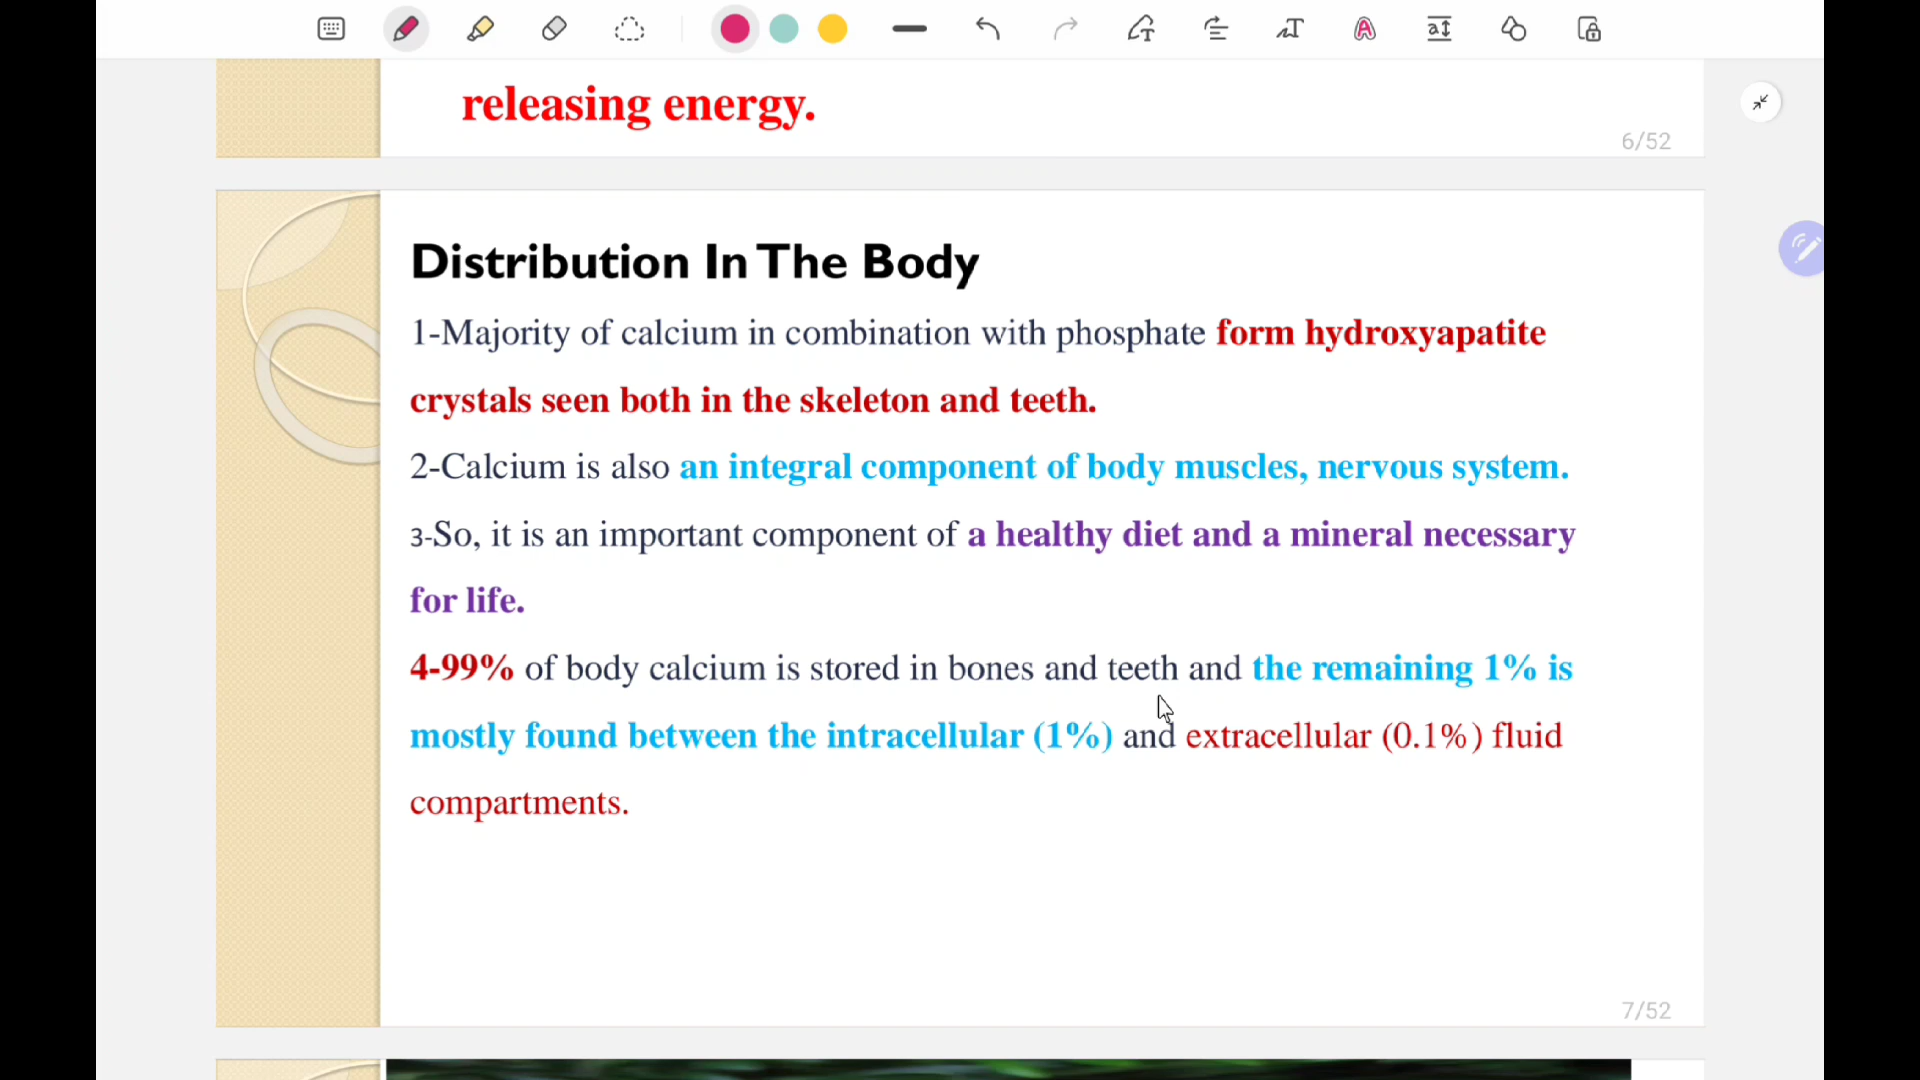 releasing energy.
6/52
Distribution In The Body
1-Majority of calcium in combination with phosphate form hydroxyapatite
crystals seen both in the skeleton and teeth.
2-Calcium is also an integral component of body muscles, nervous system.
3-So, it is an important component of a healthy diet and a mineral necessary
for life.
4-99% of body calcium is stored in bones and teeth and the remaining 1% is
mostly found between the intracellular (1%) and extracellular (0.1%) fluid
compartments.
7/52